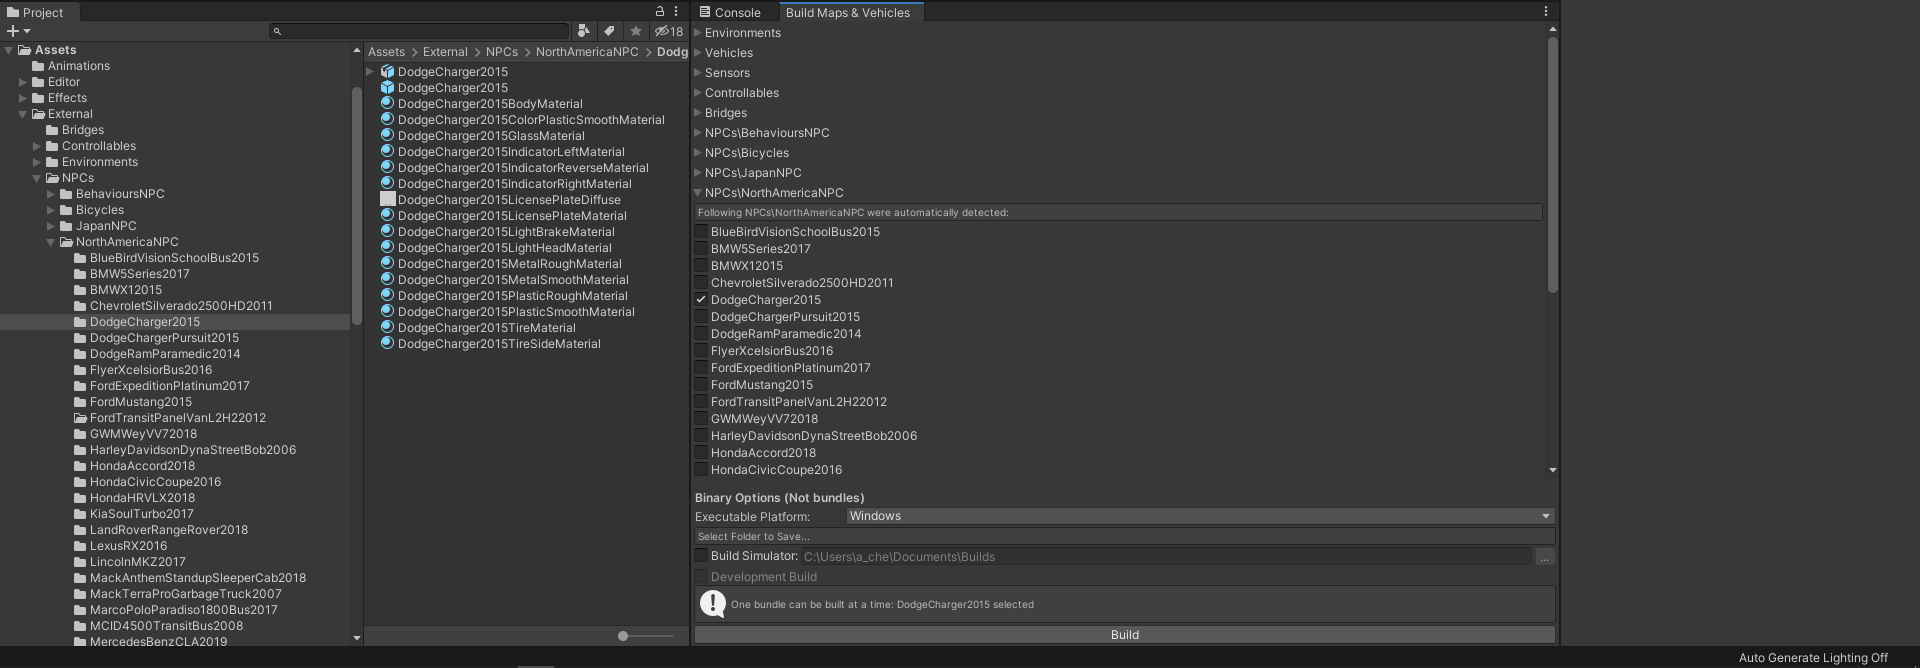 Project
18
Assets
Animations
Editor
Effects
External
Bridges
Controllables
Environments
NPCs
BehavioursNPC
Bicycles
JapanNPC
NorthAmericaNPC
BlueBirdVisionSchoolBus2015
BMW5Series2017
BMWX12015
ChevroletSilverado2500HD2011
DodgeCharger2015
DodgeChargerPursuit2015
DodgeRamParamedic2014
FlyerXcelsiorBus2016
FordExpeditionPlatinum2017
FordMustang2015
FordTransitPanelVanL2H22012
GWMWeyVV72018
HarleyDavidsonDynaStreetBob2006
HondaAccord2018
HondaCivicCoupe2016
HondaHRVLX2018
KiaSoulTurbo2017
LandRoverRangeRover2018
LexusRX2016
LincolnMKZ2017
MackAnthemStandupSleeperCab2018
MackTerraProGarbageTruck2007
MarcoPoloParadiso1800Bus2017
MCID4500TransitBus2008
MercedesBenzCLA2019
Assets > External > NPCs > NorthAmericaNPC > Dodg
DodgeCharger2015
DodgeCharger2015
DodgeCharger2015BodyMaterial
DodgeCharger2015ColorPlasticSmoothMaterial
DodgeCharger2015GlassMaterial
DodgeCharger2015IndicatorLeftMaterial
DodgeCharger2015IndicatorReverseMaterial
DodgeCharger2015IndicatorRightMaterial
DodgeCharger2015LicensePlateDiffuse
DodgeCharger2015LicensePlateMaterial
DodgeCharger2015LightBrakeMaterial
DodgeCharger2015LightHeadMaterial
DodgeCharger2015MetalRoughMaterial
DodgeCharger2015MetalSmoothMaterial
DodgeCharger2015PlasticRoughMaterial
DodgeCharger2015PlasticSmoothMaterial
DodgeCharger2015TireMaterial
DodgeCharger2015TireSideMaterial
Console
Build Maps & Vehicles
Environments
Vehicles
Sensors
Controllables
Bridges
NPCs\BehavioursNPC
NPCs\Bicycles
NPCs\JapanNPC
NPCs\NorthAmericaNPC
Following NPCs\NorthAmericaNPC were automatically detected:
BlueBirdVisionSchoolBus2015
BMW5Series2017
BMWX12015
ChevroletSilverado2500HD2011
DodgeCharger2015
DodgeChargerPursuit2015
DodgeRamParamedic2014
FlyerXcelsiorBus2016
FordExpeditionPlatinum2017
FordMustang2015
FordTransitPanelVanL2H22012
GWMWeyVV72018
HarleyDavidsonDynaStreetBob2006
HondaAccord2018
HondaCivicCoupe2016
Binary Options (Not bundles)
Executable Platform: Windows
Select Folder to Save...
Build Simulator: C:\Users\a_che\Documents\Builds ...
Development Build
One bundle can be built at a time: DodgeCharger2015 selected
Build
Auto Generate Lighting Off